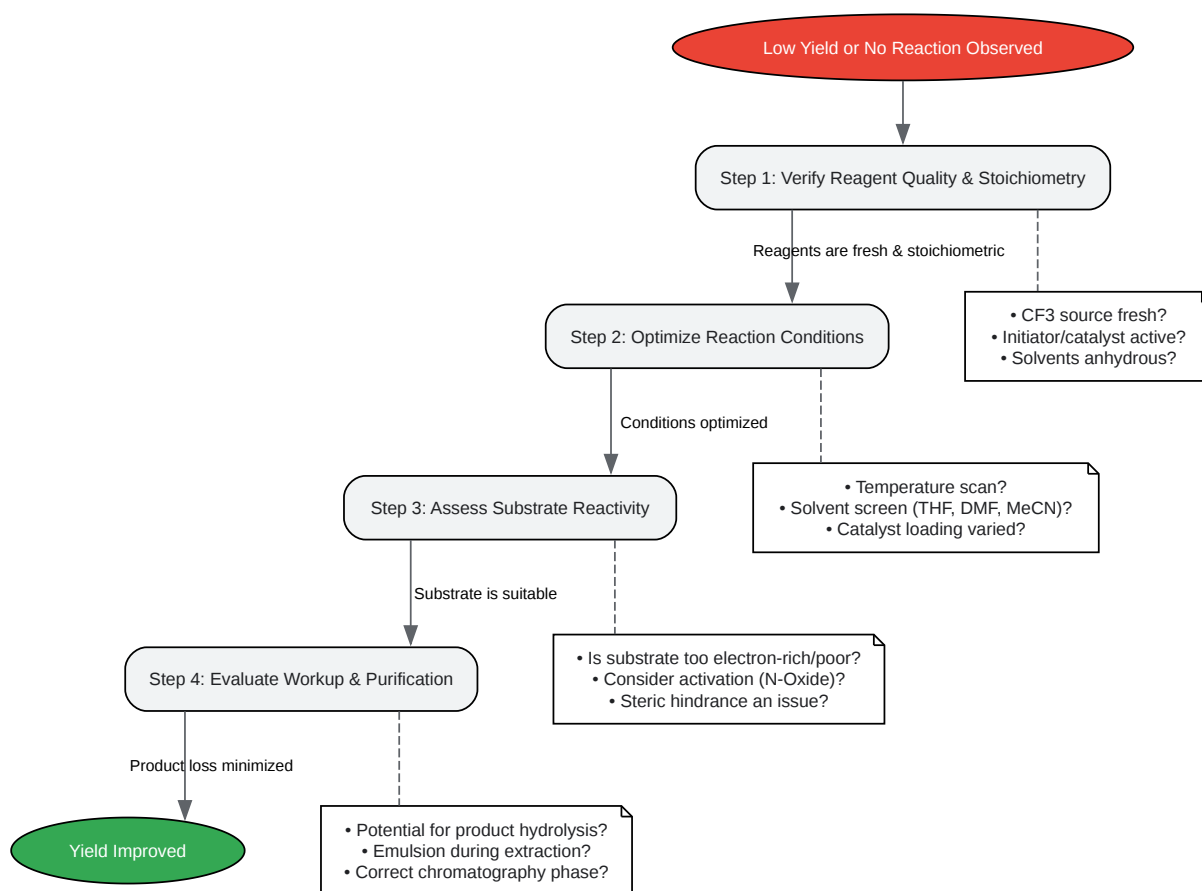 Low Yield or No Reaction Observed
Step 1: Verify Reagent Quality & Stoichiometry
Reagents are fresh & stoichiometric
• CF3 source fresh?
• Initiator/catalyst active?
• Solvents anhydrous?
Step 2: Optimize Reaction Conditions
Conditions optimized
• Temperature scan?
• Solvent screen (THF, DMF, MeCN)?
• Catalyst loading varied?
Step 3: Assess Substrate Reactivity
Substrate is suitable
• Is substrate too electron-rich/poor?
• Consider activation (N-Oxide)?
• Steric hindrance an issue?
Step 4: Evaluate Workup & Purification
Product loss minimized
• Potential for product hydrolysis?
• Emulsion during extraction?
• Correct chromatography phase?
Yield Improved